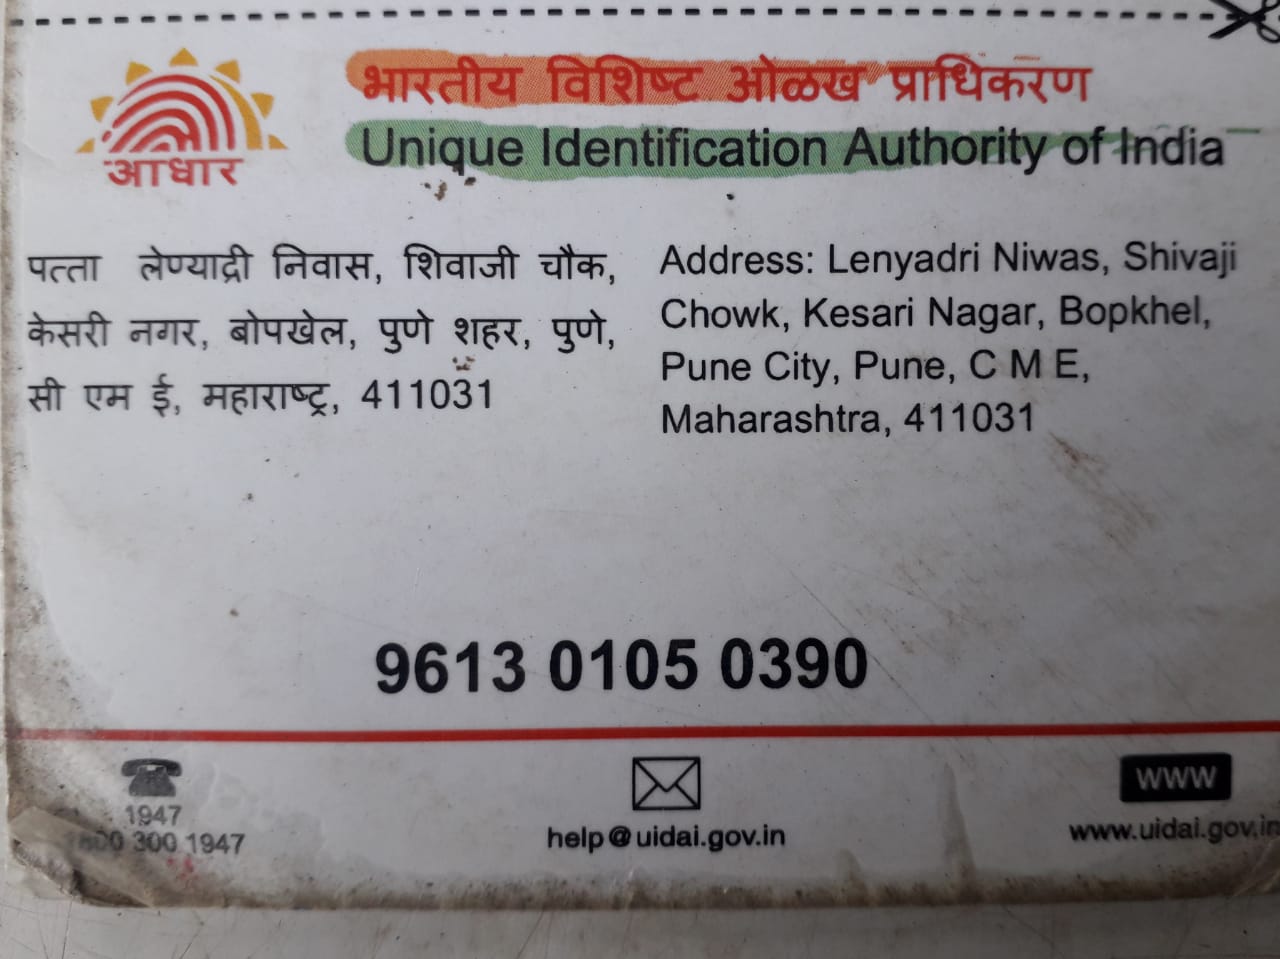 भारतीय विशिष्ट ओळख प्राधिकरण
Unique Identification Authority of India
आधार
पत्ता लेण्याद्री निवास, शिवाजी चौक,
केसरी नगर, बोपखेल, पुणे शहर, पुणे,
सी एम ई, महाराष्ट्र, 411031
Address: Lenyadri Niwas, Shivaji
Chowk, Kesari Nagar, Bopkhel,
Pune City, Pune, C M E,
Maharashtra, 411031
9613 0105 0390
1947
300 1947
help@uidai.gov.in
www
www.uidai.gov.in